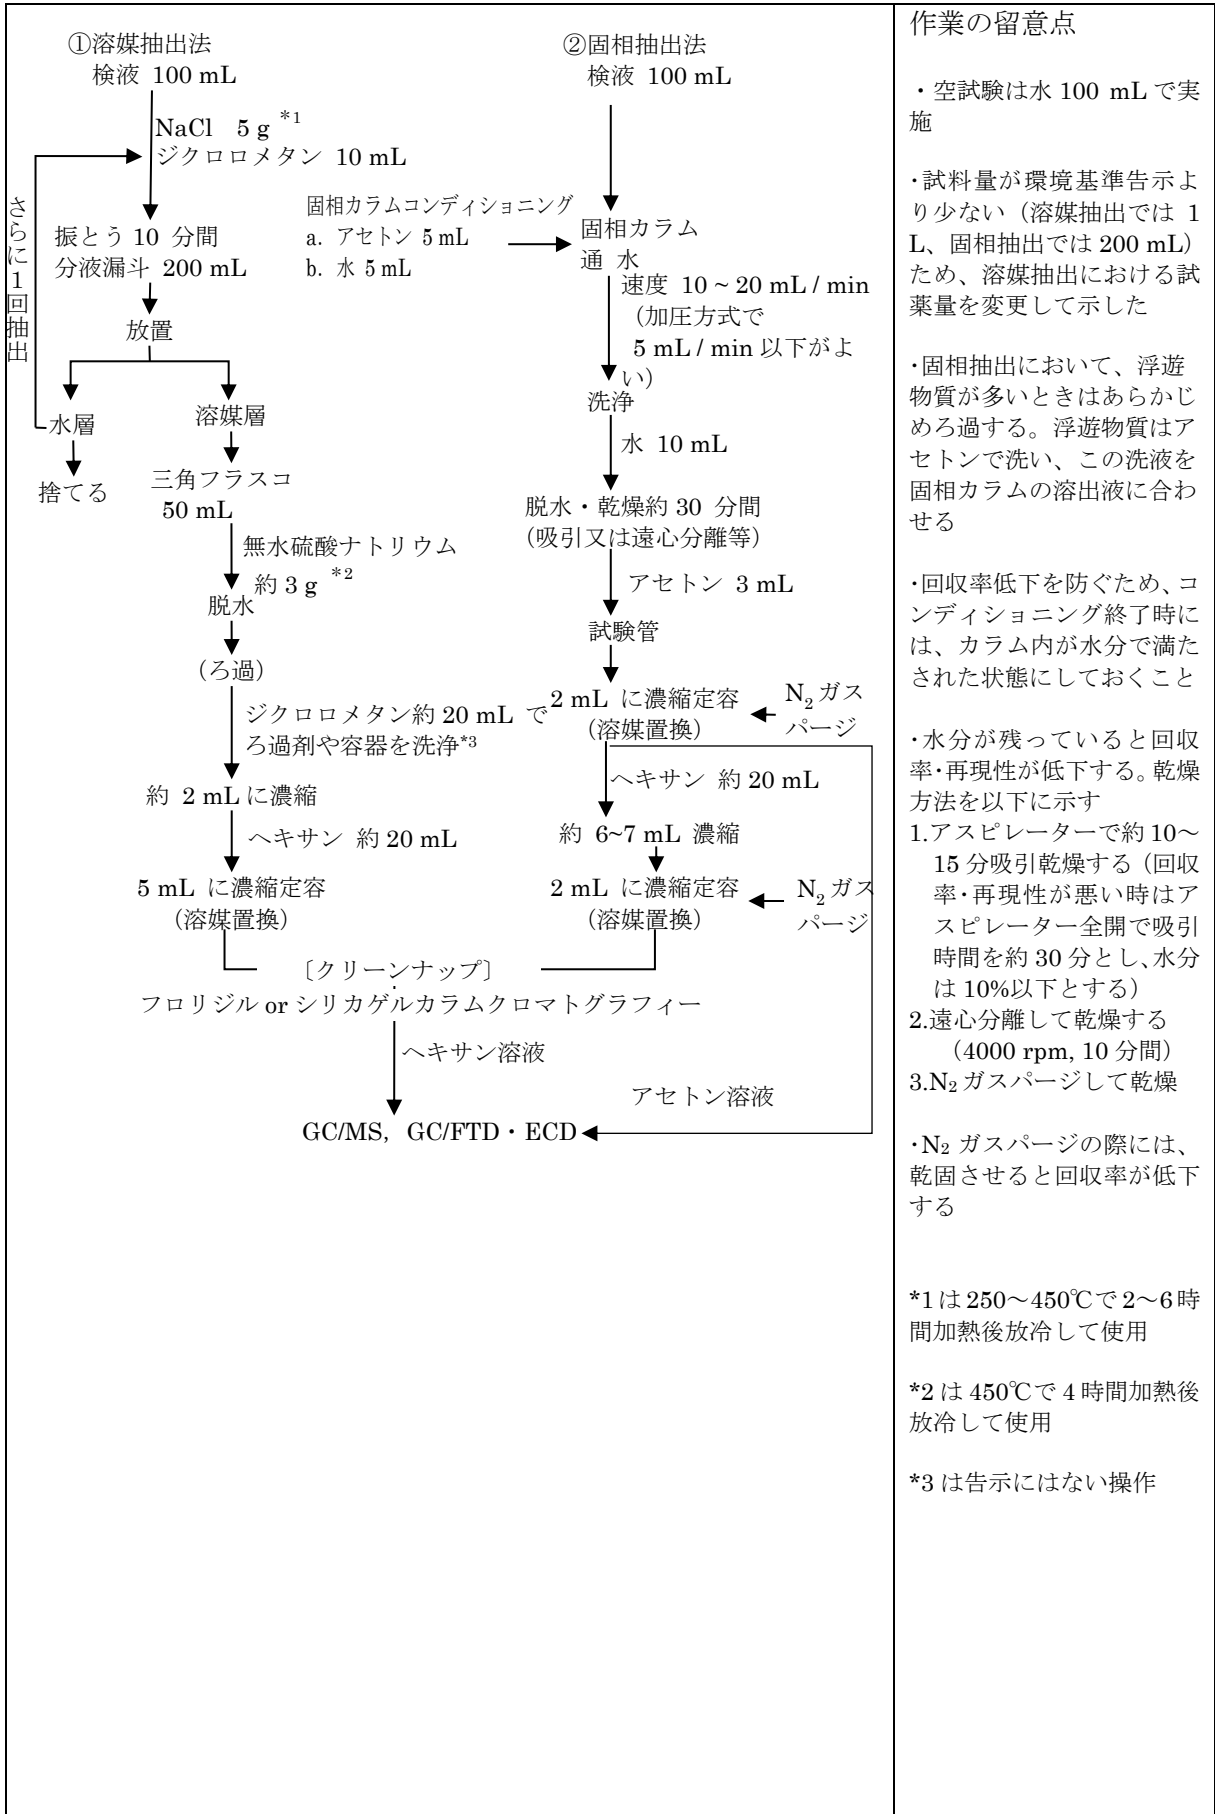 ①溶媒抽出法
検液 100 mL
NaCl 5 g *1
ジクロロメタン 10 mL
さらに1回抽出
振とう 10 分間
分液漏斗 200 mL
放置
水層
溶媒層
捨てる
三角フラスコ
50 mL
無水硫酸ナトリウム
約 3 g *2
脱水
(ろ過)
ジクロロメタン約 20 mL で
ろ過剤や容器を洗浄*3
約 2 mL に濃縮
ヘキサン 約 20 mL
5 mL に濃縮定容
(溶媒置換)
②固相抽出法
検液 100 mL
固相カラムコンディショニング
a. アセトン 5 mL
b. 水 5 mL
固相カラム
通 水
速度 10 ~ 20 mL / min
(加圧方式で
5 mL / min 以下がよ
い)
洗浄
水 10 mL
脱水・乾燥約 30 分間
(吸引又は遠心分離等)
アセトン 3 mL
試験管
2 mL に濃縮定容
(溶媒置換)
N₂ガス
パージ
ヘキサン 約 20 mL
約 6~7 mL 濃縮
2 mL に濃縮定容
(溶媒置換)
N₂ガス
パージ
〔クリーンナップ〕
フロリジル or シリカゲルカラムクロマトグラフィー
ヘキサン溶液
アセトン溶液
GC/MS, GC/FTD・ECD
作業の留意点
・空試験は水 100 mL で実
施
・試料量が環境基準告示よ
り少ない(溶媒抽出では 1
L、固相抽出では 200 mL)
ため、溶媒抽出における試
薬量を変更して示した
・固相抽出において、浮遊
物質が多いときはあらかじ
めろ過する。浮遊物質はア
セトンで洗い、この洗液を
固相カラムの溶出液に合わ
せる
・回収率低下を防ぐため、コ
ンディショニング終了時に
は、カラム内が水分で満た
された状態にしておくこと
・水分が残っていると回収
率・再現性が低下する。乾燥
方法を以下に示す
1.アスピレーターで約 10〜
15 分吸引乾燥する(回収
率・再現性が悪い時はア
スピレーター全開で吸引
時間を約 30 分とし、水分
は 10%以下とする)
2.遠心分離して乾燥する
(4000 rpm, 10 分間)
3.N₂ ガスパージして乾燥
・N₂ ガスパージの際には、
乾固させると回収率が低下
する
*1 は 250〜450℃で 2〜6 時
間加熱後放冷して使用
*2 は 450℃で 4 時間加熱後
放冷して使用
*3 は告示にはない操作